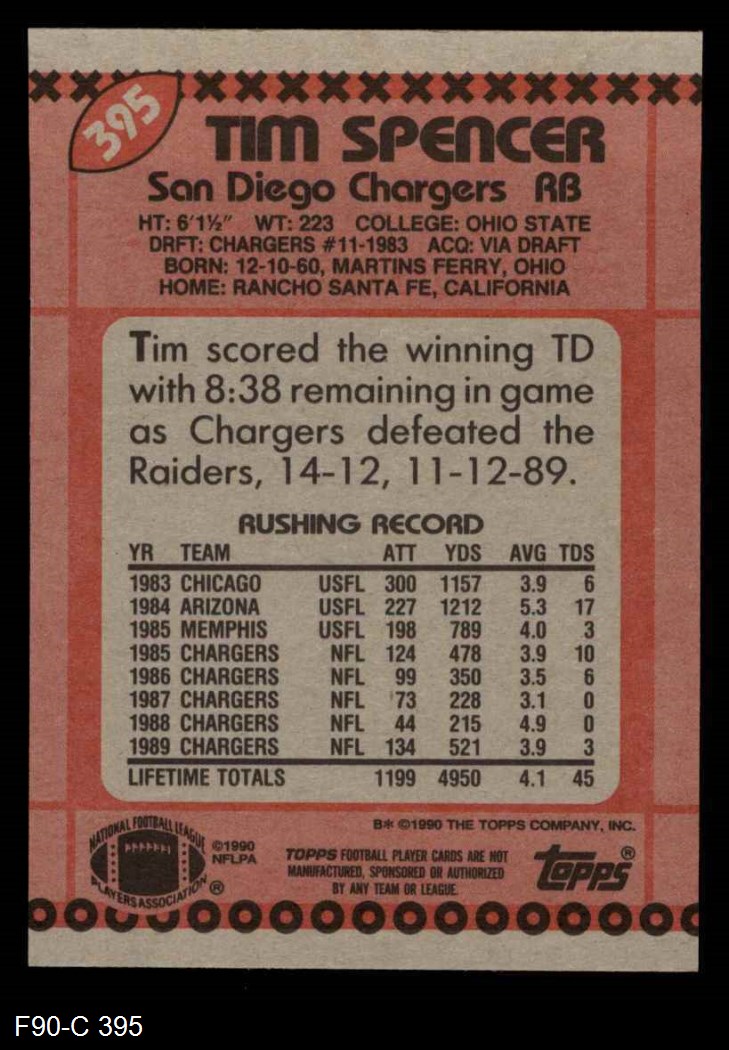 395
TIM SPENCER
San Diego Chargers RB
HT: 6'1½" WT: 223 COLLEGE: OHIO STATE
DRFT: CHARGERS #11-1983 ACQ: VIA DRAFT
BORN: 12-10-60, MARTINS FERRY, OHIO
HOME: RANCHO SANTA FE, CALIFORNIA
Tim scored the winning TD
with 8:38 remaining in game
as Chargers defeated the
Raiders, 14-12, 11-12-89.
RUSHING RECORD
YR TEAM ATT YDS AVG TDS
1983 CHICAGO USFL 300 1157 3.9 6
1984 ARIZONA USFL 227 1212 5.3 17
1985 MEMPHIS USFL 198 789 4.0 3
1985 CHARGERS NFL 124 478 3.9 10
1986 CHARGERS NFL 99 350 3.5 6
1987 CHARGERS NFL 73 228 3.1 0
1988 CHARGERS NFL 44 215 4.9 0
1989 CHARGERS NFL 134 521 3.9 3
LIFETIME TOTALS 1199 4950 4.1 45
B* ©1990 THE TOPPS COMPANY, INC.
NATIONAL FOOTBALL LEAGUE
PLAYERS ASSOCIATION ®
©1990
NFLPA
TOPPS FOOTBALL PLAYER CARDS ARE NOT
MANUFACTURED, SPONSORED OR AUTHORIZED
BY ANY TEAM OR LEAGUE.
topps®
F90-C 395